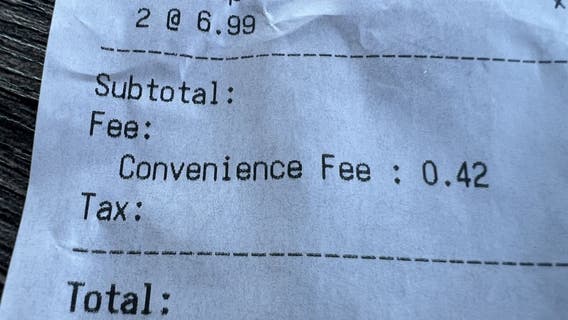 2 @ 6.99
Subtotal:
Fee:
Convenience Fee : 0.42
Tax:
Total: